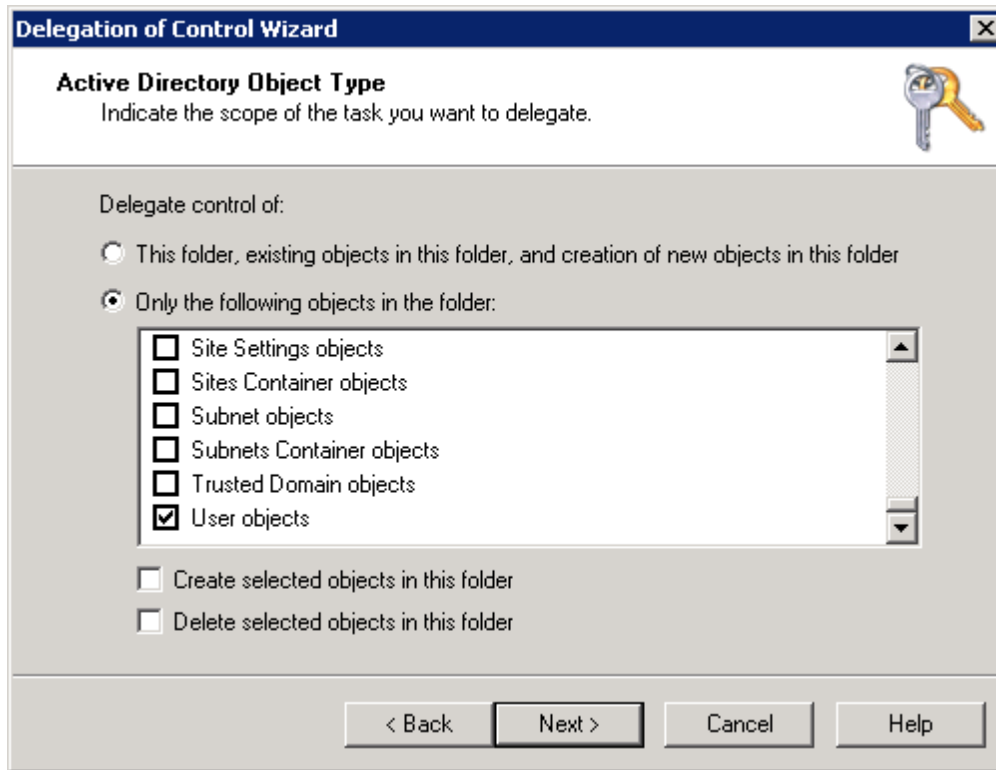 Delegation of Control Wizard
Active Directory Object Type
Indicate the scope of the task you want to delegate.
Delegate control of:
This folder, existing objects in this folder, and creation of new objects in this folder
Only the following objects in the folder:
Site Settings objects
Sites Container objects
Subnet objects
Subnets Container objects
Trusted Domain objects
User objects
Create selected objects in this folder
Delete selected objects in this folder
< Back Next > Cancel Help